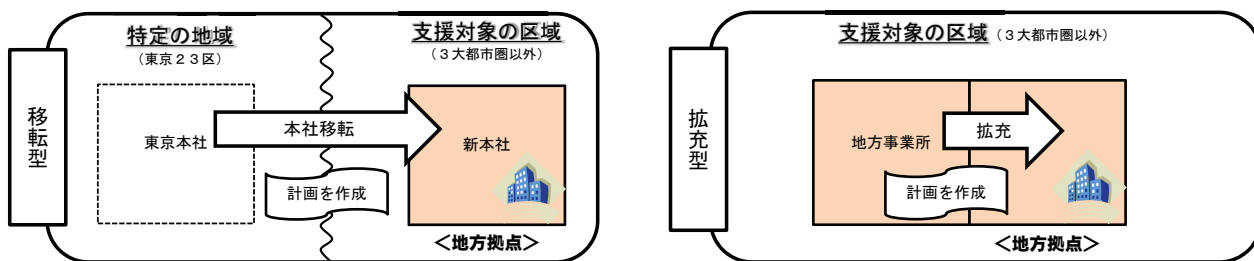 移転型
特定の地域
（東京２３区）
支援対象の区域
（３大都市圏以外）
東京本社
本社移転
新本社
計画を作成
＜地方拠点＞
拡充型
支援対象の区域（３大都市圏以外）
地方事業所
拡充
計画を作成
＜地方拠点＞